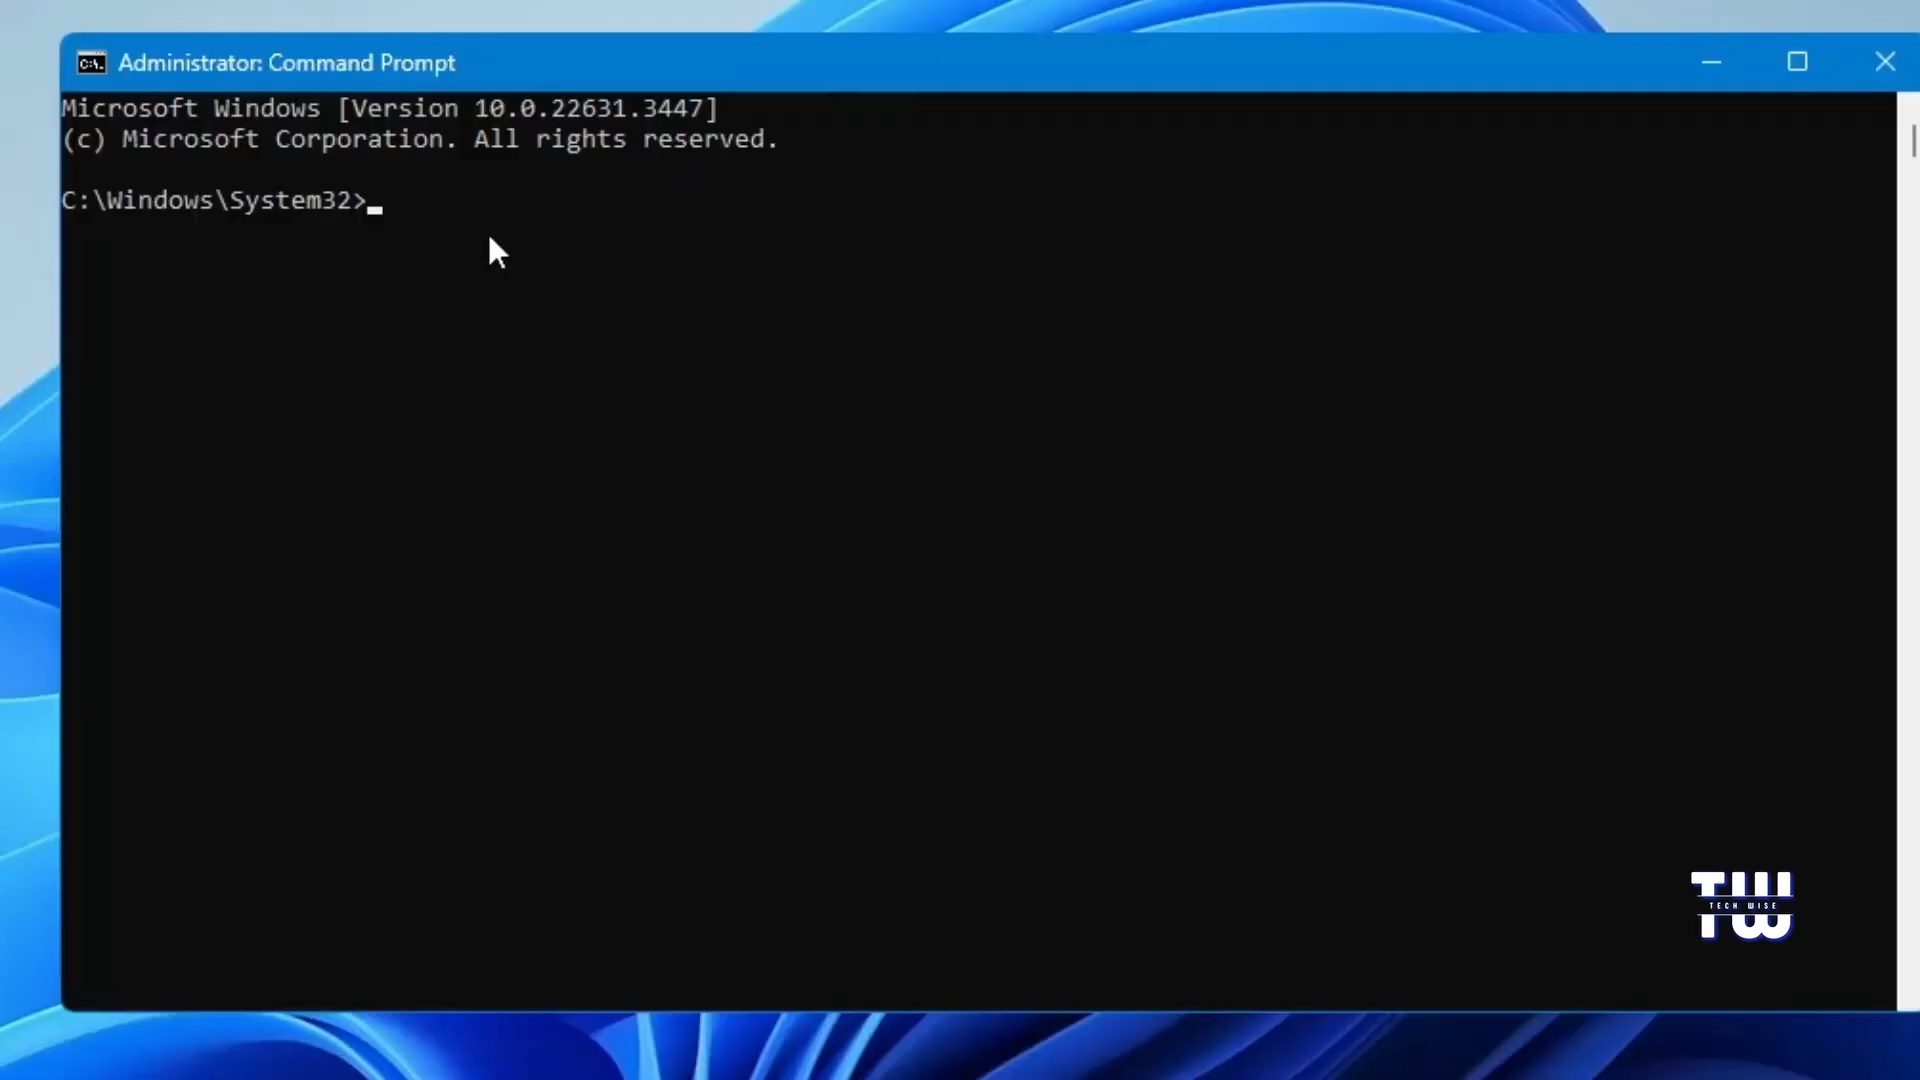 Administrator: Command Prompt
Microsoft Windows [Version 10.0.22631.3447]
(c) Microsoft Corporation. All rights reserved.
C:\Windows\System32>
TW
TECH WISE